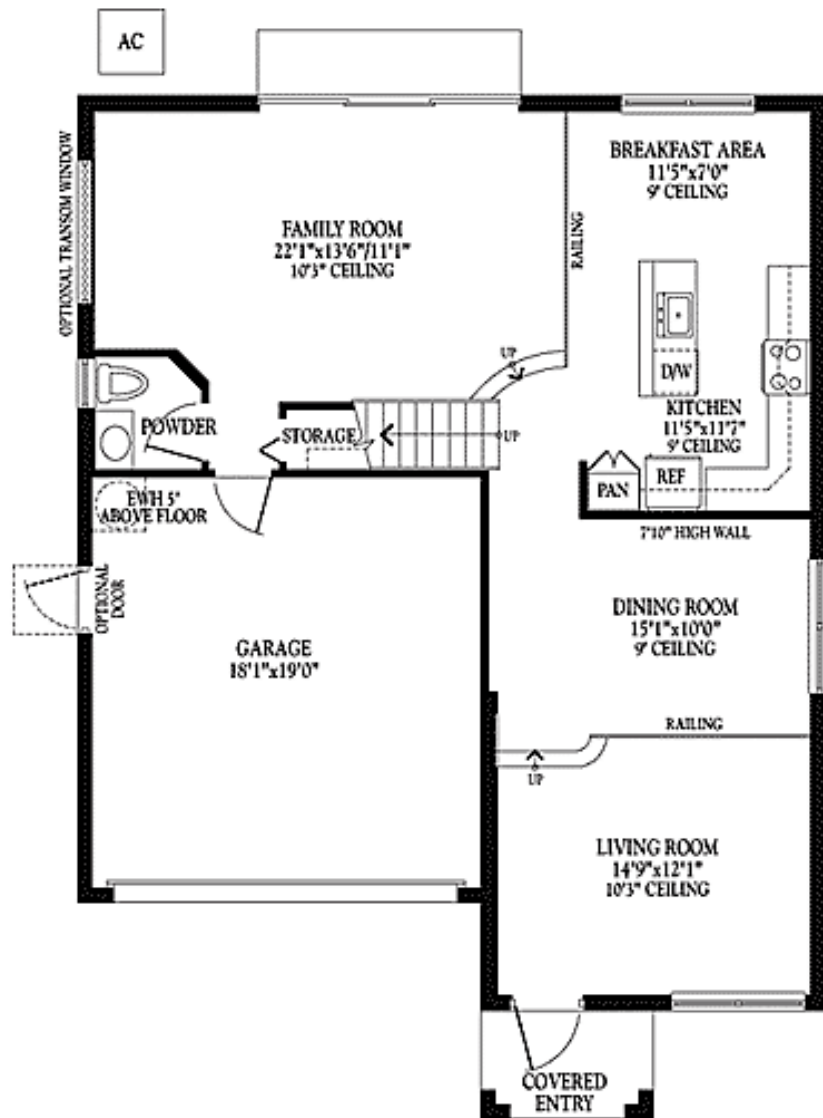 AC
OPTIONAL TRANSOM WINDOW
FAMILY ROOM
22'1"x13'6"/11'1"
10'3" CEILING
RAILING
BREAKFAST AREA
11'5"x7'0"
9' CEILING
UP
D/W
KITCHEN
11'5"x11'7"
9' CEILING
POWDER
STORAGE
UP
PAN
REF
EWH 5"
ABOVE FLOOR
7'10" HIGH WALL
OPTIONAL
DOOR
DINING ROOM
15'1"x10'0"
9' CEILING
GARAGE
18'1"x19'0"
RAILING
UP
LIVING ROOM
14'9"x12'1"
10'3" CEILING
COVERED
ENTRY